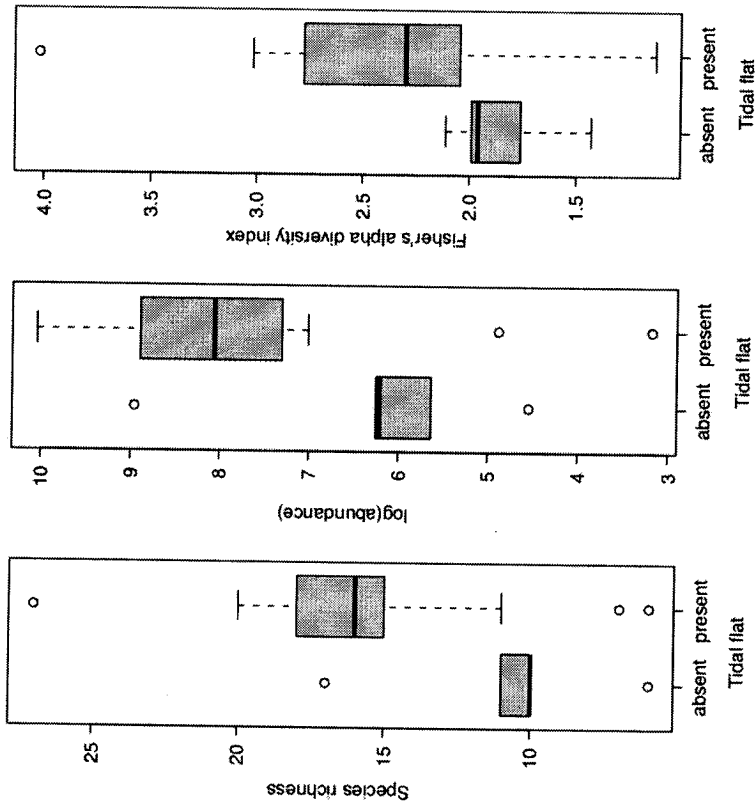 Fisher's alpha diversity index
4.0
3.5
3.0
2.5
2.0
1.5
absent present
Tidal flat
log(abundance)
10
9
8
7
6
5
4
3
absent present
Tidal flat
Species richness
25
20
15
10
absent present
Tidal flat